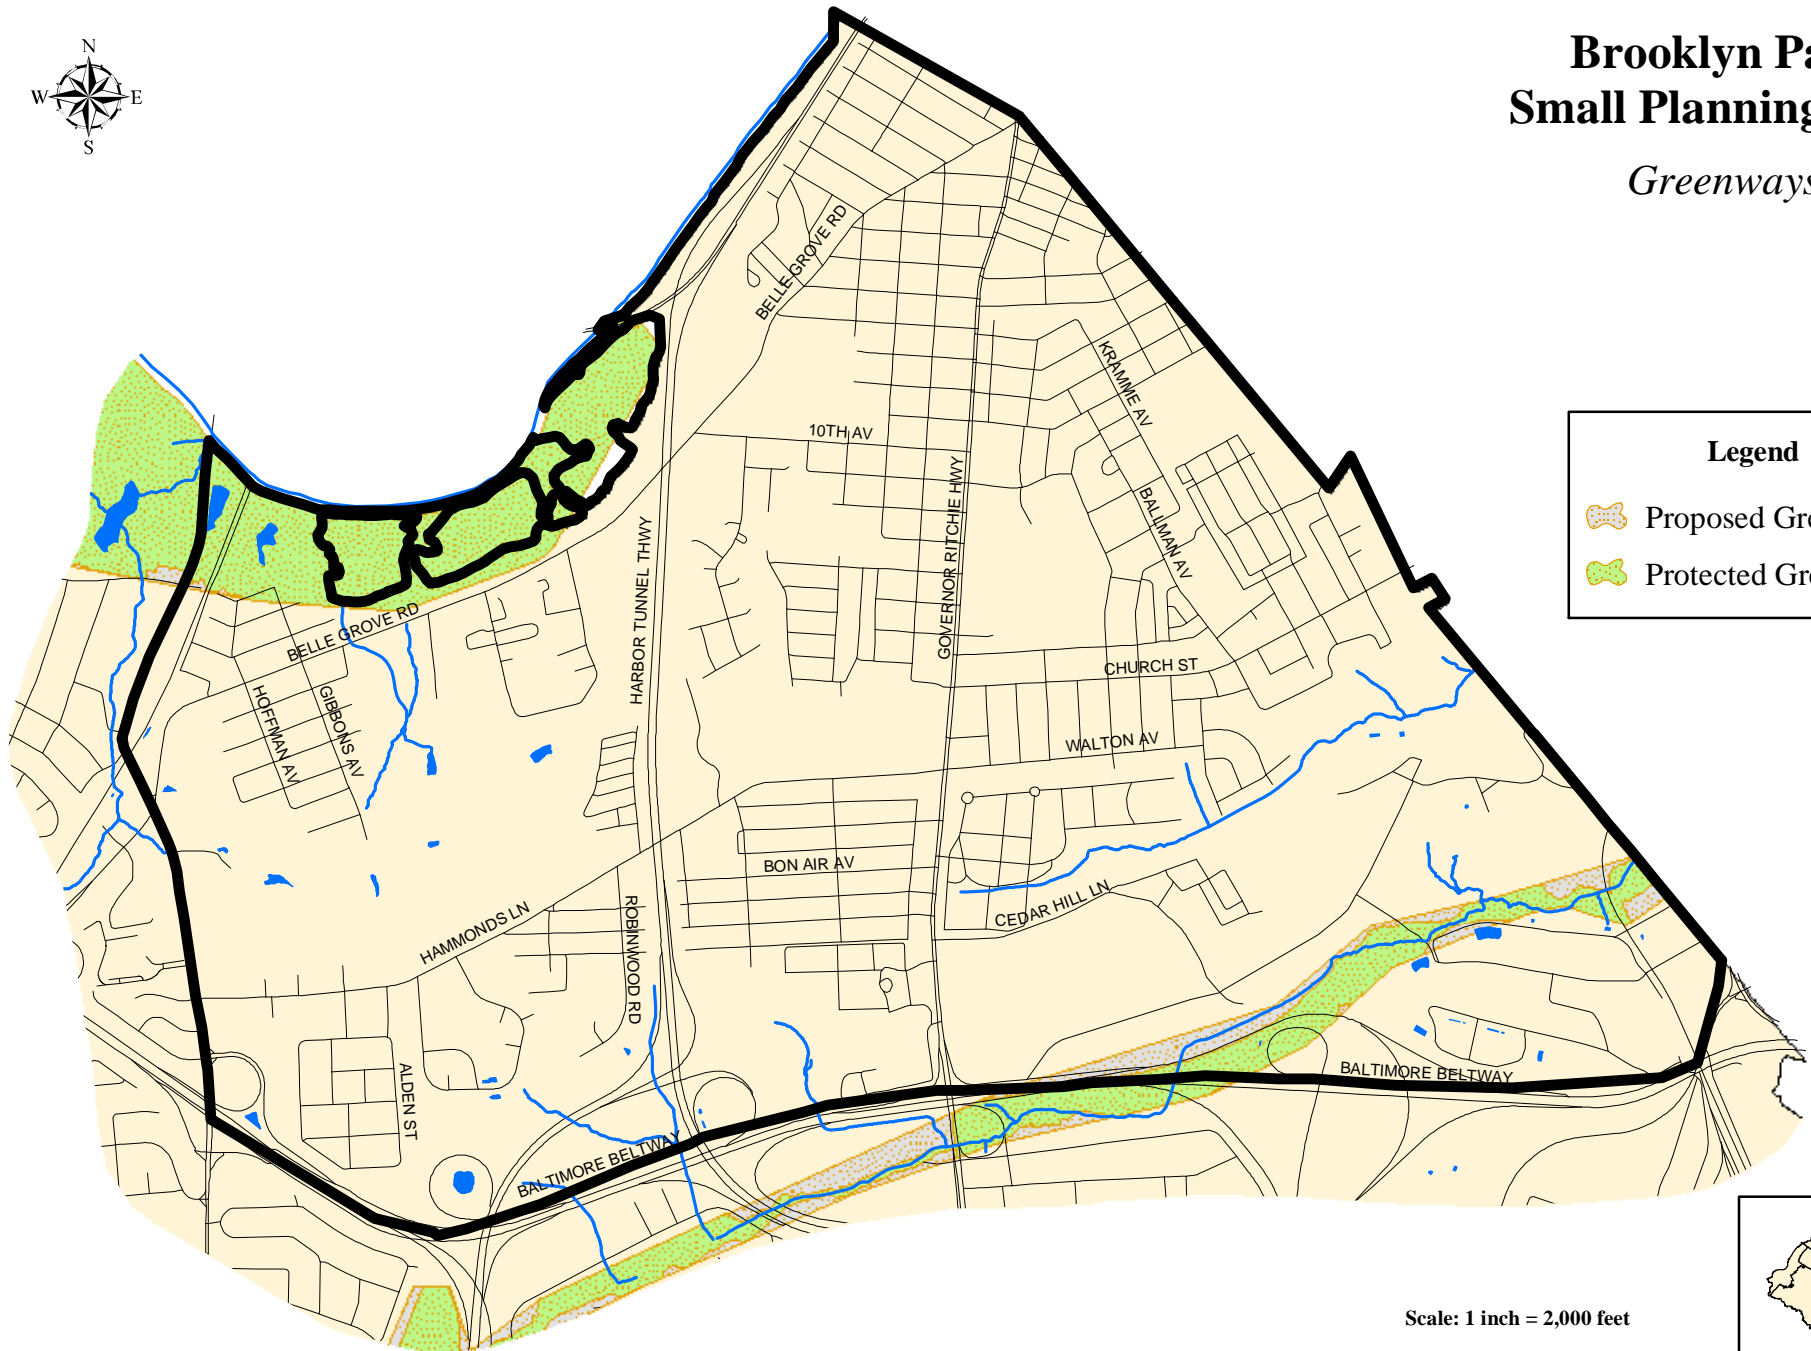 N
W E
S
Brooklyn Pa
Small Planning
Greenways
BELLE GROVE RD
KRAMME AV
10TH AV
Legend
GOVERNOR RITCHIE HWY
BALLMAN AV
Proposed Gre
HARBOR TUNNEL THWY
Protected Gre
BELLE GROVE RD
CHURCH ST
HOFFMAN AV
GIBBONS AV
WALTON AV
BON AIR AV
CEDAR HILL LN
HAMMONDS LN
ROBINWOOD RD
ALDEN ST
BALTIMORE BELTWAY
BALTIMORE BELTWAY
Scale: 1 inch = 2,000 feet